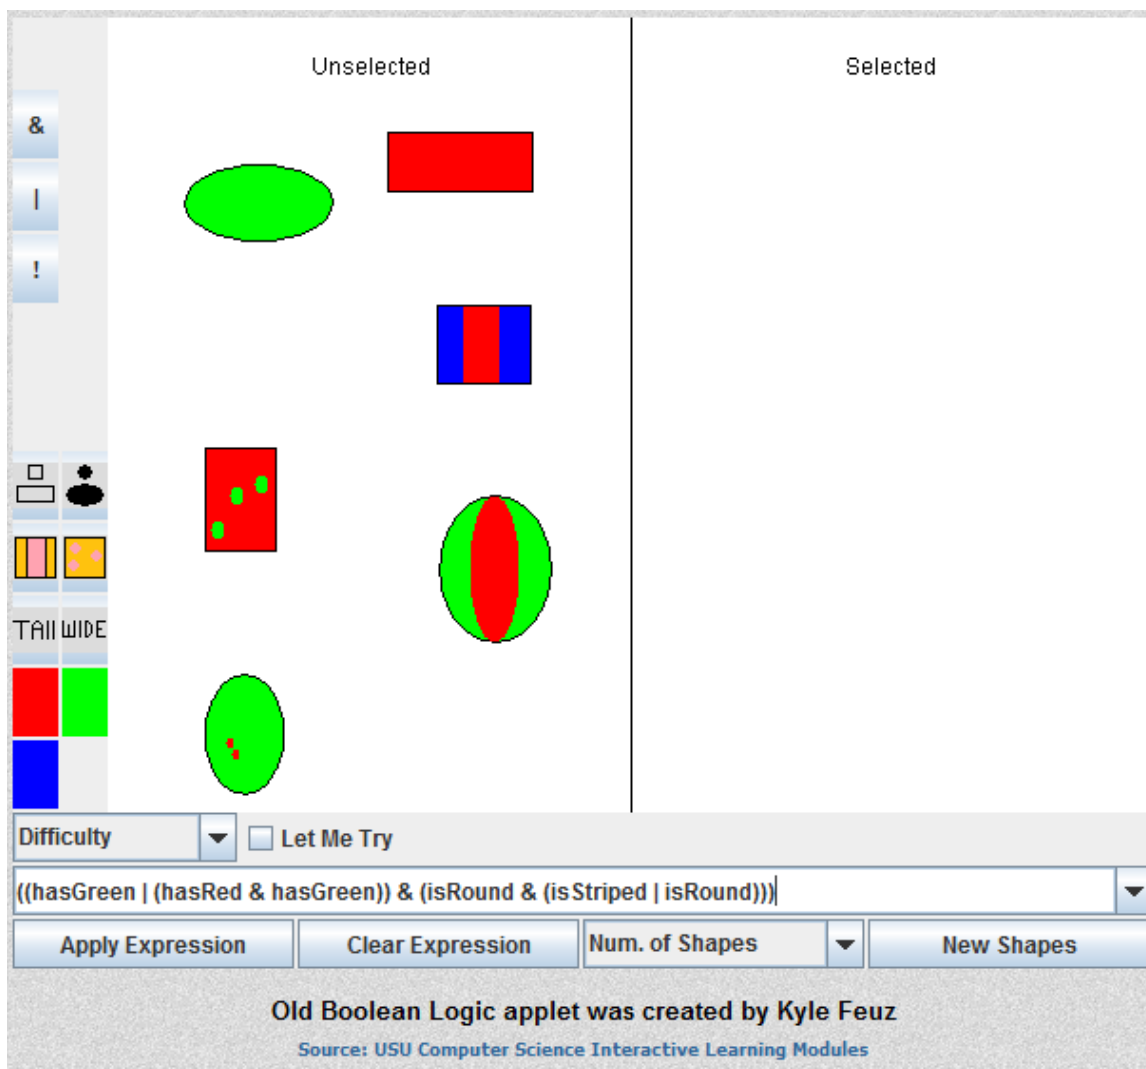 Unselected
Selected
&
|
!
TAll WIDE
Difficulty
Let Me Try
((hasGreen | (hasRed & hasGreen)) & (isRound & (isStriped | isRound)))
Apply Expression
Clear Expression
Num. of Shapes
New Shapes
Old Boolean Logic applet was created by Kyle Feuz
Source: USU Computer Science Interactive Learning Modules